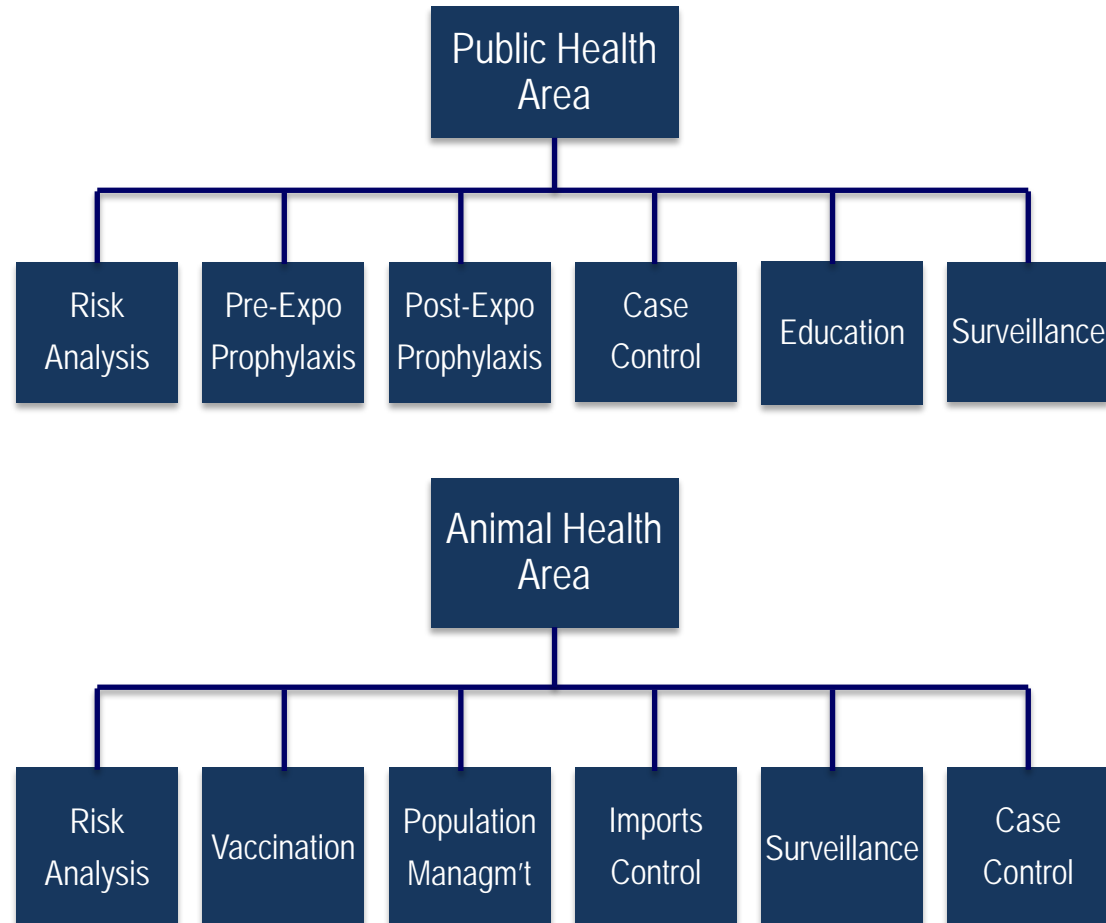 Public Health
Area
Risk
Analysis
Pre-Expo
Prophylaxis
Post-Expo
Prophylaxis
Case
Control
Education
Surveillance
Animal Health
Area
Risk
Analysis
Vaccination
Population
Managm't
Imports
Control
Surveillance
Case
Control